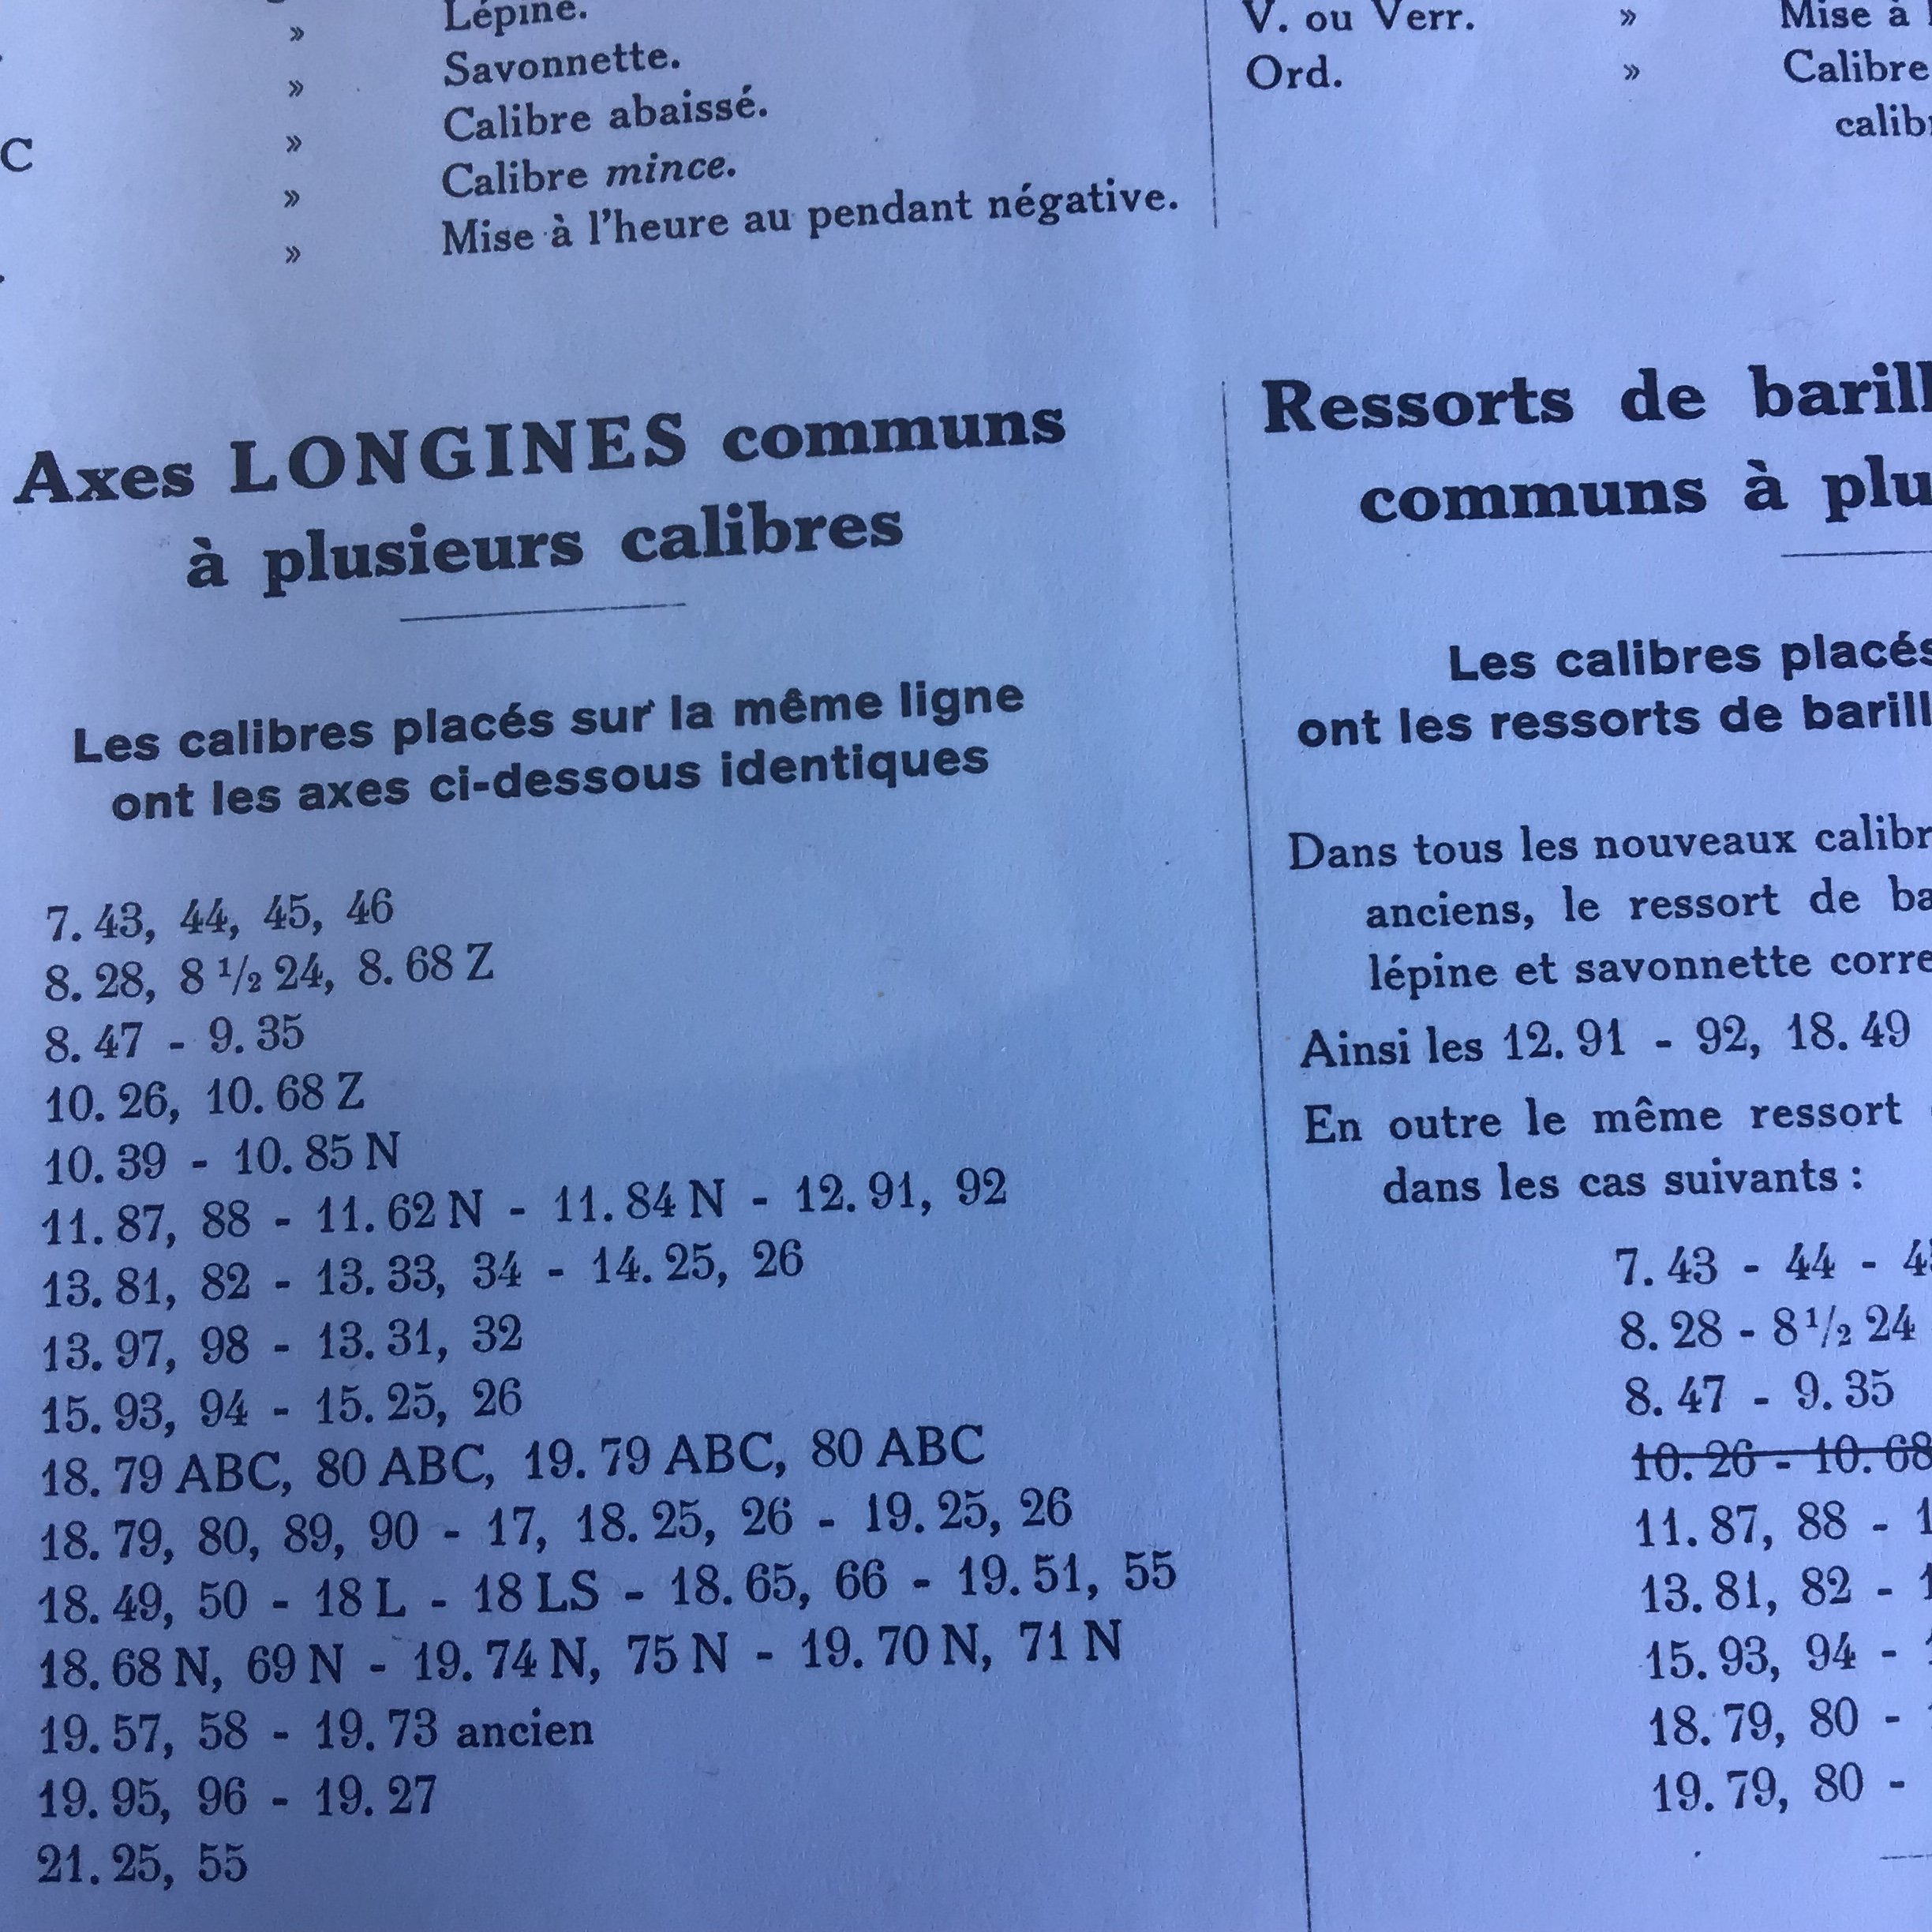 C
» Lépine.
» Savonnette.
» Calibre abaissé.
» Calibre mince.
» Mise à l'heure au pendant négative.
V. ou Verr. » Mise à
Ord. » Calibre
Axes LONGINES communs
à plusieurs calibres
Les calibres placés sur la même ligne
ont les axes ci-dessous identiques
7. 43, 44, 45, 46
8. 28, 8 1/2 24, 8. 68 Z
8. 47 - 9. 35
10. 26, 10. 68 Z
10. 39 - 10. 85 N
11. 87, 88 - 11. 62 N - 11. 84 N - 12. 91, 92
13. 81, 82 - 13. 33, 34 - 14. 25, 26
13. 97, 98 - 13. 31, 32
15. 93, 94 - 15. 25, 26
18. 79 ABC, 80 ABC, 19. 79 ABC, 80 ABC
18. 79, 80, 89, 90 - 17, 18. 25, 26 - 19. 25, 26
18. 49, 50 - 18 L - 18 LS - 18. 65, 66 - 19. 51, 55
18. 68 N, 69 N - 19. 74 N, 75 N - 19. 70 N, 71 N
19. 57, 58 - 19. 73 ancien
19. 95, 96 - 19. 27
21. 25, 55
Ressorts de barill
communs à plu
Les calibres placés
ont les ressorts de barill
Dans tous les nouveaux calibr
anciens, le ressort de ba
lépine et savonnette corre
Ainsi les 12. 91 - 92, 18. 49
En outre le même ressort
dans les cas suivants :
7. 43 - 44 - 4
8. 28 - 8 1/2 24
8. 47 - 9. 35
10. 26 - 10. 68
11. 87, 88 - 1
13. 81, 82 - 1
15. 93, 94 -
18. 79, 80 -
19. 79, 80 -